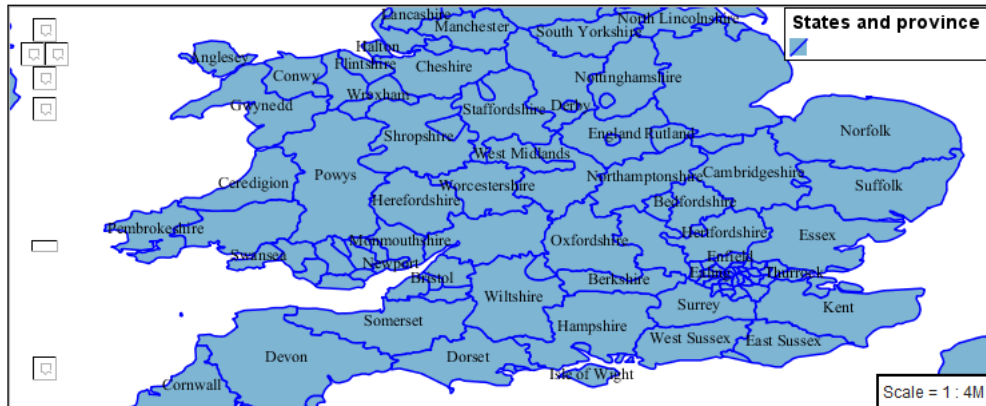 Lancashire
North Lincolnshire
Manchester
South Yorkshire
States and province
Halton
Anglesey
Flintshire
Cheshire
Conwy
Nottinghamshire
Wrexham
Gwynedd
Staffordshire
Derby
Shropshire
England
Rutland
Norfolk
West Midlands
Powys
Northamptonshire
Cambridgeshire
Ceredigion
Worcestershire
Suffolk
Herefordshire
Bedfordshire
Pembrokeshire
Monmouthshire
Oxfordshire
Hertfordshire
Essex
Swansea
Enfield
Newport
Ealing
Thurrock
Bristol
Berkshire
Wiltshire
Surrey
Kent
Somerset
Hampshire
West Sussex
East Sussex
Devon
Dorset
Isle of Wight
Cornwall
Scale = 1 : 4M